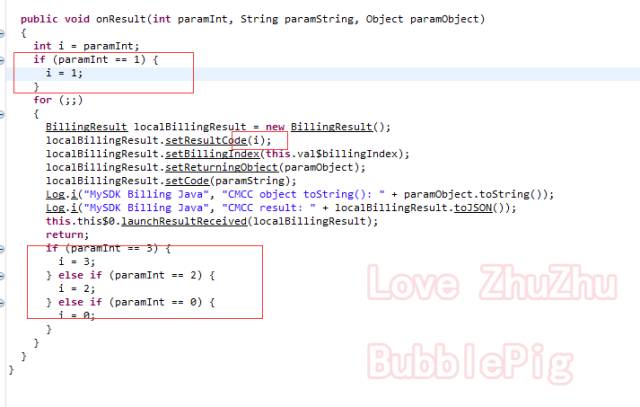 public void onResult(int paramInt, String paramString, Object paramObject)
{
int i = paramInt;
if (paramInt == 1) {
i = 1;
}
for (;;)
{
BillingResult localBillingResult = new BillingResult();
localBillingResult.setResultCode(i);
localBillingResult.setBillingIndex(this.val$billingIndex);
localBillingResult.setReturningObject(paramObject);
localBillingResult.setCode(paramString);
Log.i("MySDK Billing Java", "CMCC object toString(): " + paramObject.toString());
Log.i("MySDK Billing Java", "CMCC result: " + localBillingResult.toJSON());
this.this$0.launchResultReceived(localBillingResult);
return;
if (paramInt == 3) {
i = 3;
} else if (paramInt == 2) {
i = 2;
} else if (paramInt == 0) {
i = 0;
}
}
}
}
Love ZhuZhu
BubblePig